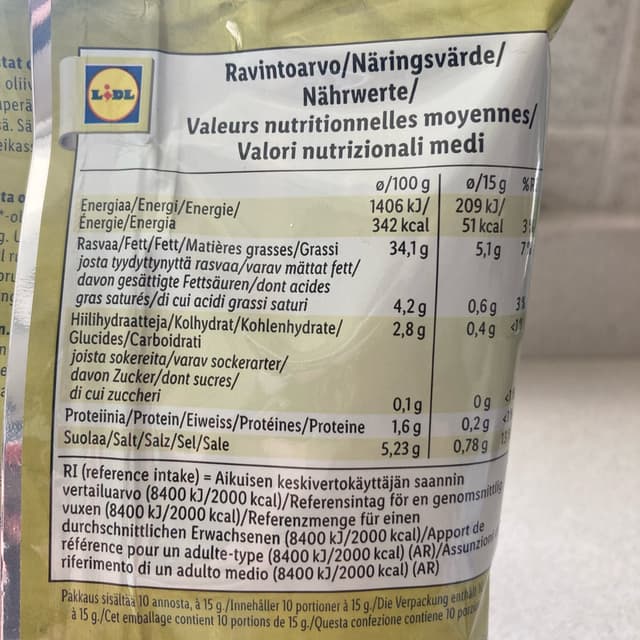 LIDL
Ravintoarvo/Näringsvärde/
Nährwerte/
Valeurs nutritionnelles moyennes/
Valori nutrizionali medi
ø/100 g ø/15 g
Energiaa/Energi/Energie/ 1406 kJ/ 209 kJ/
Énergie/Energia 342 kcal 51 kcal
Rasvaa/Fett/Fett/Matières grasses/Grassi 34,1 g 5,1 g
josta tyydyttynyttä rasvaa/varav mättat fett/
davon gesättigte Fettsäuren/dont acides
gras saturés/di cui acidi grassi saturi 4,2 g 0,6 g
Hiilihydraatteja/Kolhydrat/Kohlenhydrate/ 2,8 g 0,4 g
Glucides/Carboidrati
joista sokereita/varav sockerarter/
davon Zucker/dont sucres/
di cui zuccheri 0,1 g 0 g
Proteiinia/Protein/Eiweiss/Protéines/Proteine 1,6 g 0,2 g
Suolaa/Salt/Salz/Sel/Sale 5,23 g 0,78 g
RI (reference intake) = Aikuisen keskivertokäyttäjän saannin
vertailuarvo (8400 kJ/2000 kcal)/Referensintag för en genomsnittlig
vuxen (8400 kJ/2000 kcal)/Referenzmenge für einen
durchschnittlichen Erwachsenen (8400 kJ/2000 kcal)/Apport de
référence pour un adulte-type (8400 kJ/2000 kcal) (AR)/Assunzioni
riferimento di un adulto medio (8400 kJ/2000 kcal) (AR)
Pakkaus sisältää 10 annosta, à 15 g./Innehåller 10 portioner à 15 g./Die Verpackung enthält
à 15 g./Cet emballage contient 10 portions de 15 g./Questa confezione contiene 10